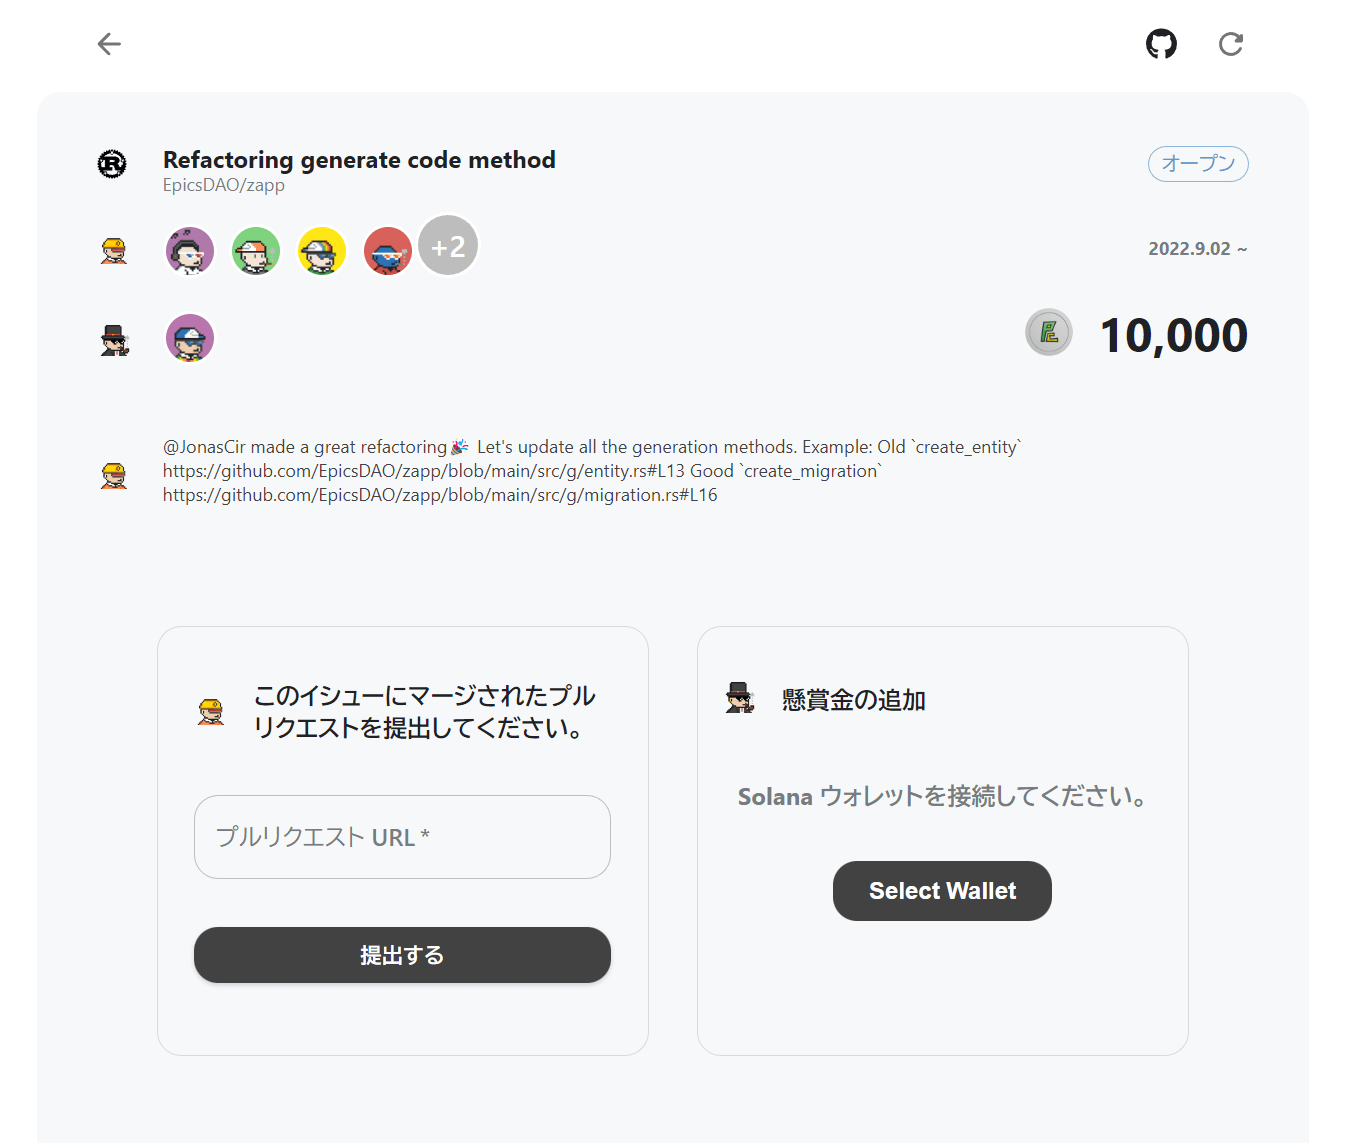 Refactoring generate code method
オープン
EpicsDAO/zapp
+2
2022.9.02 ~
10,000
@JonasCir made a great refactoring🎉 Let's update all the generation methods. Example: Old `create_entity`
https://github.com/EpicsDAO/zapp/blob/main/src/g/entity.rs#L13 Good `create_migration`
https://github.com/EpicsDAO/zapp/blob/main/src/g/migration.rs#L16
このイシューにマージされたプル
リクエストを提出してください。
プルリクエスト URL *
提出する
懸賞金の追加
Solana ウォレットを接続してください。
Select Wallet